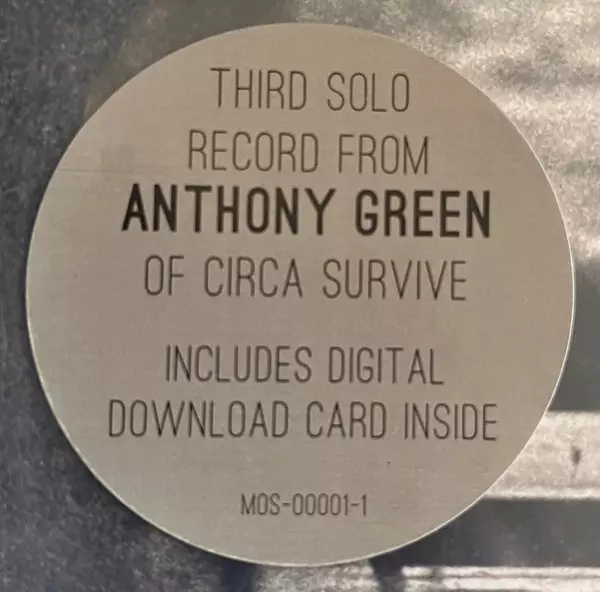 THIRD SOLO
RECORD FROM
ANTHONY GREEN
OF CIRCA SURVIVE
INCLUDES DIGITAL
DOWNLOAD CARD INSIDE
MOS-00001-1